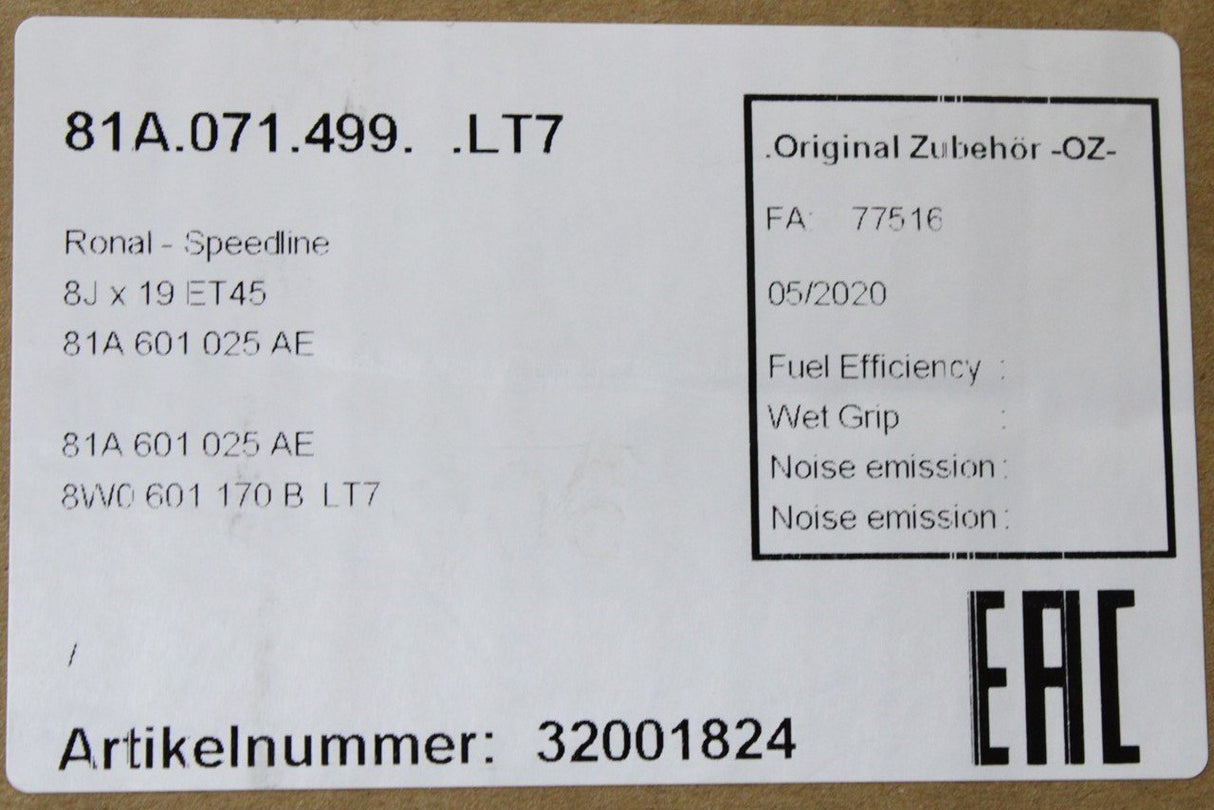 81A.071.499. .LT7
Ronal - Speedline
8J x 19 ET45
81A 601 025 AE
81A 601 025 AE
8W0 601 170 B LT7
/
Artikelnummer: 32001824
.Original Zubehör -OZ-
FA: 77516
05/2020
Fuel Efficiency :
Wet Grip :
Noise emission :
Noise emission :
EAC